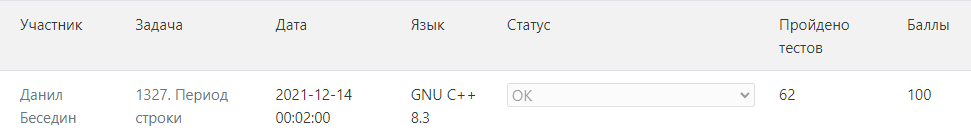 Участник Задача Дата Язык Статус Пройдено Баллы
тестов
Данил 1327. Период 2021-12-14 GNU C++ OK 62 100
Беседин строки 00:02:00 8.3